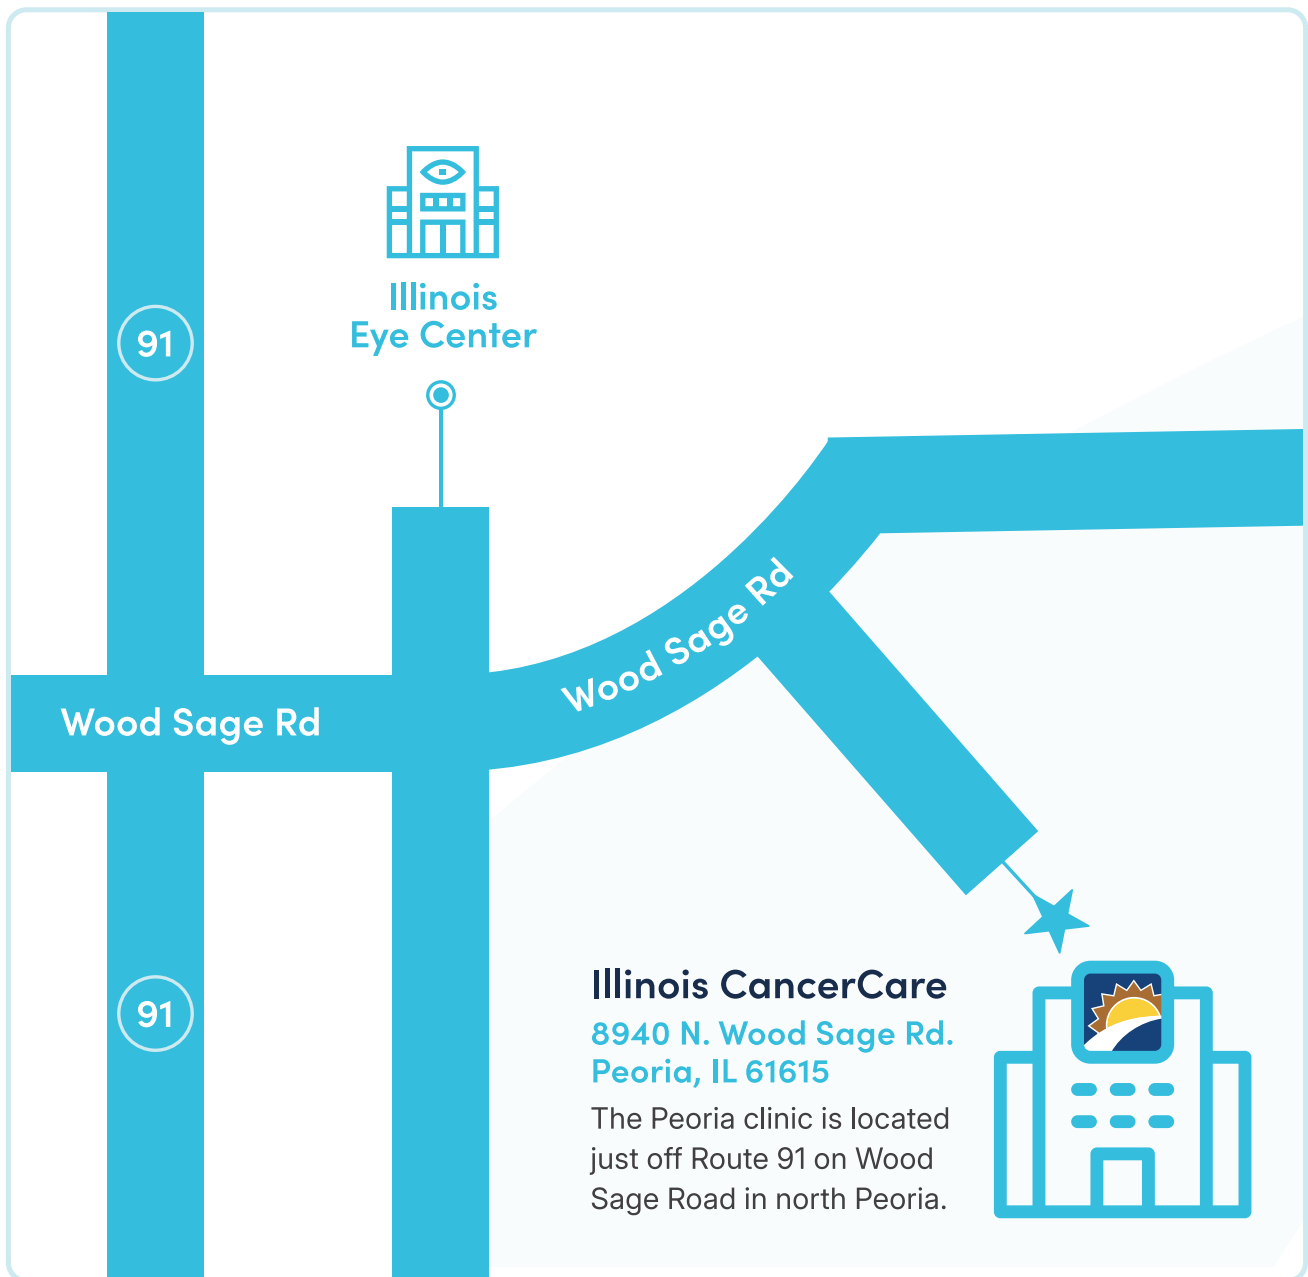 Illinois
Eye Center
91
Wood Sage Rd
Wood Sage Rd
91
Illinois CancerCare
8940 N. Wood Sage Rd.
Peoria, IL 61615
The Peoria clinic is located
just off Route 91 on Wood
Sage Road in north Peoria.